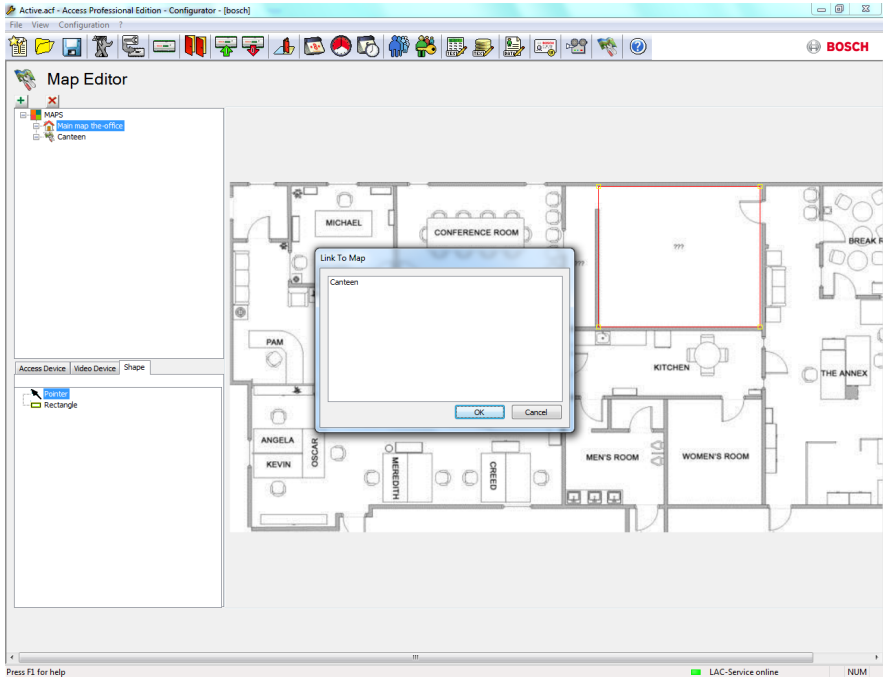 Active.acf - Access Professional Edition - Configurator - [bosch]
File View Configuration ?
BOSCH
Map Editor
MAPS
Main map the-office
Canteen
MICHAEL
CONFERENCE ROOM
???
???
BREAK R
Link To Map
Canteen
OK Cancel
PAM
KITCHEN
THE ANNEX
Access Device Video Device Shape
Pointer
Rectangle
ANGELA
KEVIN
OSCAR
MEREDITH
CREED
MEN'S ROOM
WOMEN'S ROOM
Press F1 for help
LAC-Service online
NUM